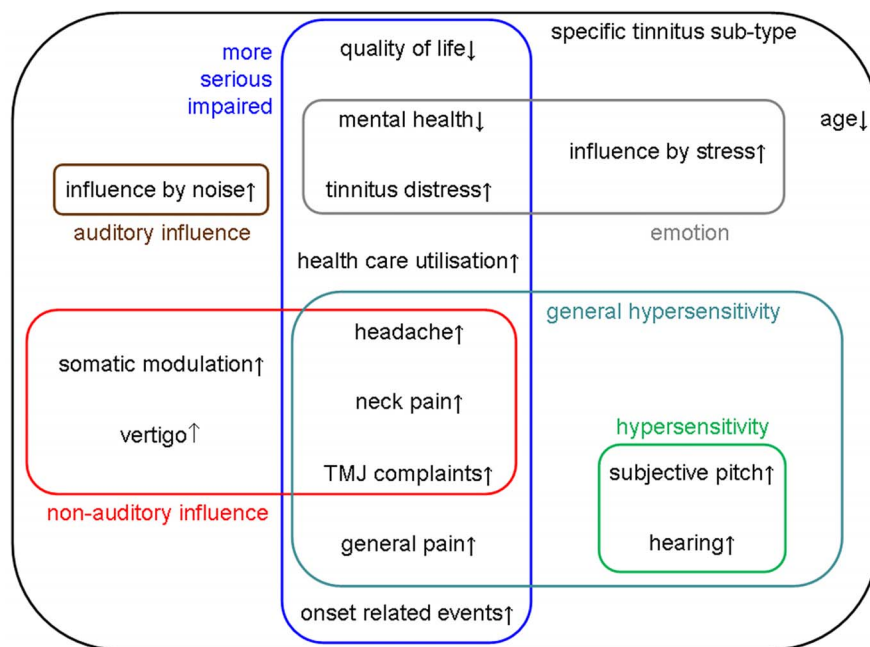 specific tinnitus sub-type
more
serious
impaired
quality of life↓
mental health↓
age↓
influence by stress↑
influence by noise↑
tinnitus distress↑
auditory influence
emotion
health care utilisation↑
general hypersensitivity
headache↑
somatic modulation↑
neck pain↑
vertigo↑
hypersensitivity
TMJ complaints↑
subjective pitch↑
non-auditory influence
general pain↑
hearing↑
onset related events↑